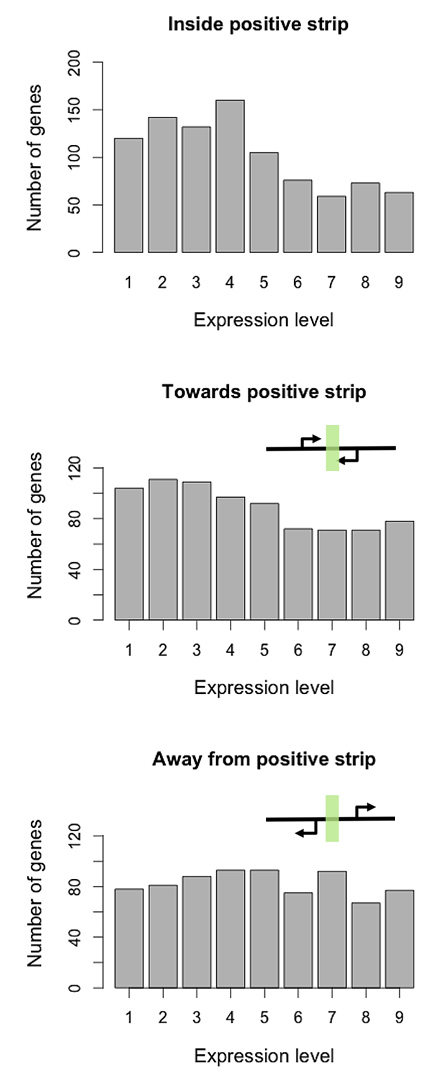 Inside positive strip
Number of genes
200
150
100
50
0
1 2 3 4 5 6 7 8 9
Expression level
Towards positive strip
Number of genes
120
80
40
0
1 2 3 4 5 6 7 8 9
Expression level
Away from positive strip
Number of genes
120
80
40
0
1 2 3 4 5 6 7 8 9
Expression level